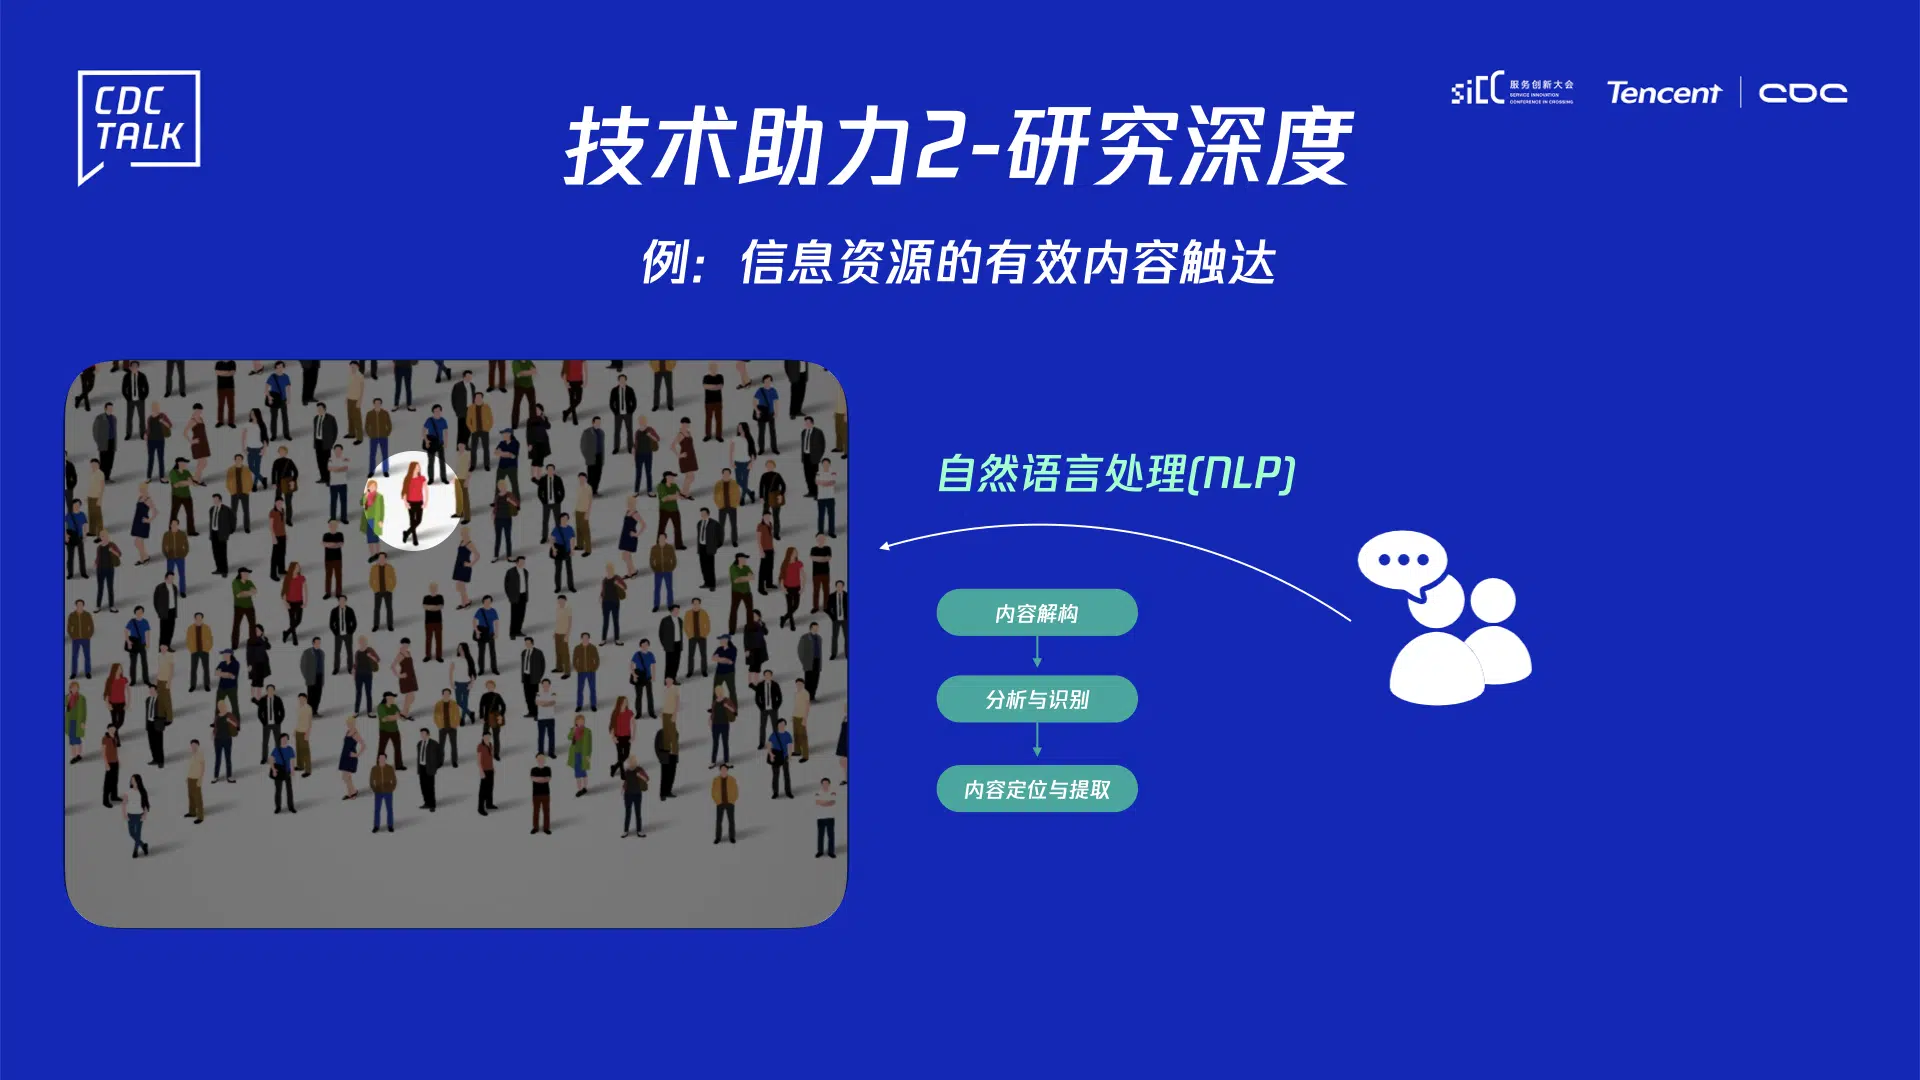 CDC
TALK
SiCC
服务创新大会
SERVICE INNOVATION
CONFERENCE IN CROSSING
Tencent
CDC
技术助力2-研究深度
例：信息资源的有效内容触达
自然语言处理(NLP)
内容解构
分析与识别
内容定位与提取